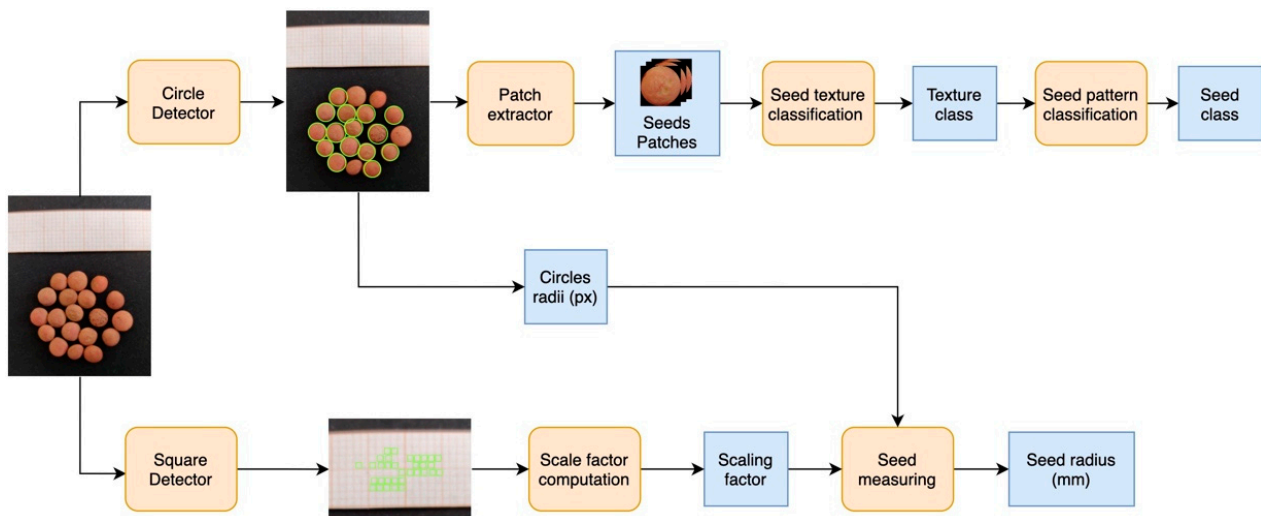 Circle
Detector
Patch
extractor
Seeds
Patches
Seed texture
classification
Texture
class
Seed pattern
classification
Seed
class
Circles
radii (px)
Square
Detector
Scale factor
computation
Scaling
factor
Seed
measuring
Seed radius
(mm)